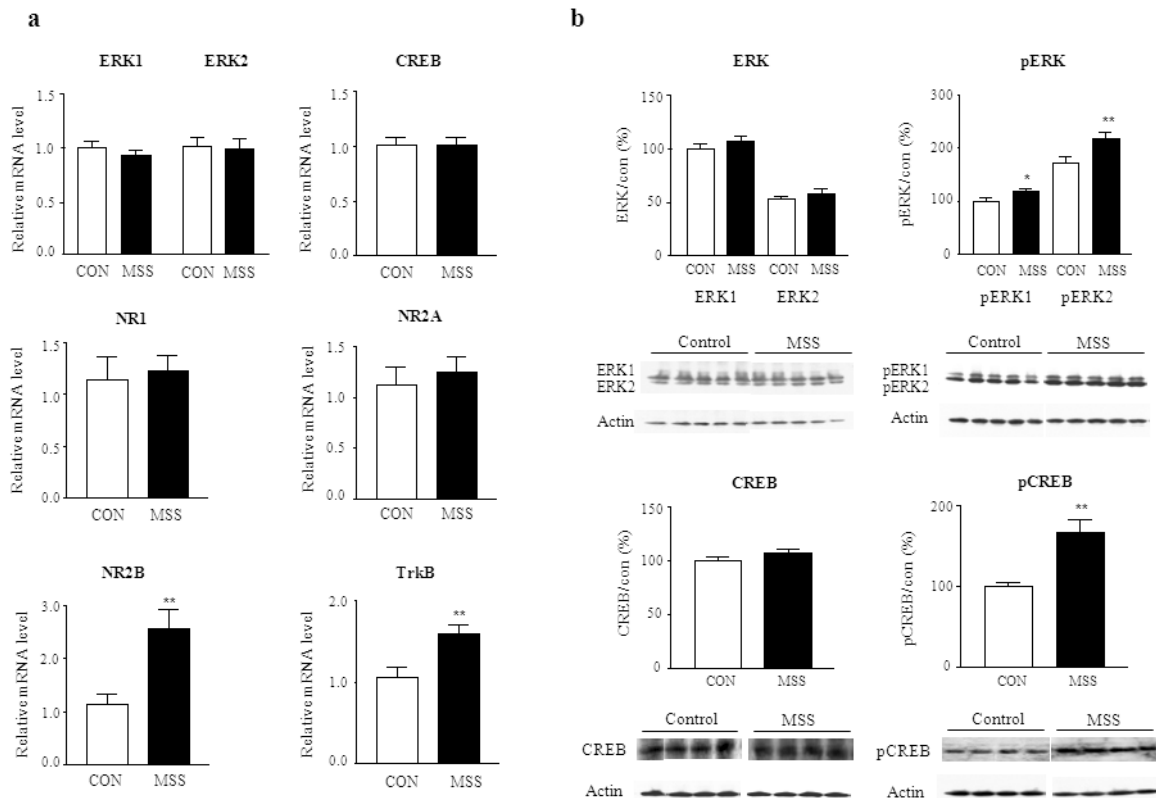 a
ERK1 ERK2
Relative mRNA level
1.5
1.0
0.5
0.0
CON MSS CON MSS
CREB
Relative mRNA level
1.5
1.0
0.5
0.0
CON MSS
NR1
Relative mRNA level
1.5
1.0
0.5
0.0
CON MSS
NR2A
Relative mRNA level
1.5
1.0
0.5
0.0
CON MSS
NR2B
Relative mRNA level
3.0
2.0
1.0
0.0
**
CON MSS
TrkB
Relative mRNA level
2.0
1.0
0.0
**
CON MSS
b
ERK
ERK/con (%)
150
100
50
0
CON MSS CON MSS
ERK1 ERK2
pERK
pERK/con (%)
300
200
100
0
*
**
CON MSS CON MSS
pERK1 pERK2
Control MSS
ERK1
ERK2
Actin
Control MSS
pERK1
pERK2
Actin
CREB
CREB/con (%)
150
100
50
0
CON MSS
pCREB
pCREB/con (%)
200
150
100
0
**
CON MSS
Control MSS
CREB
Actin
Control MSS
pCREB
Actin